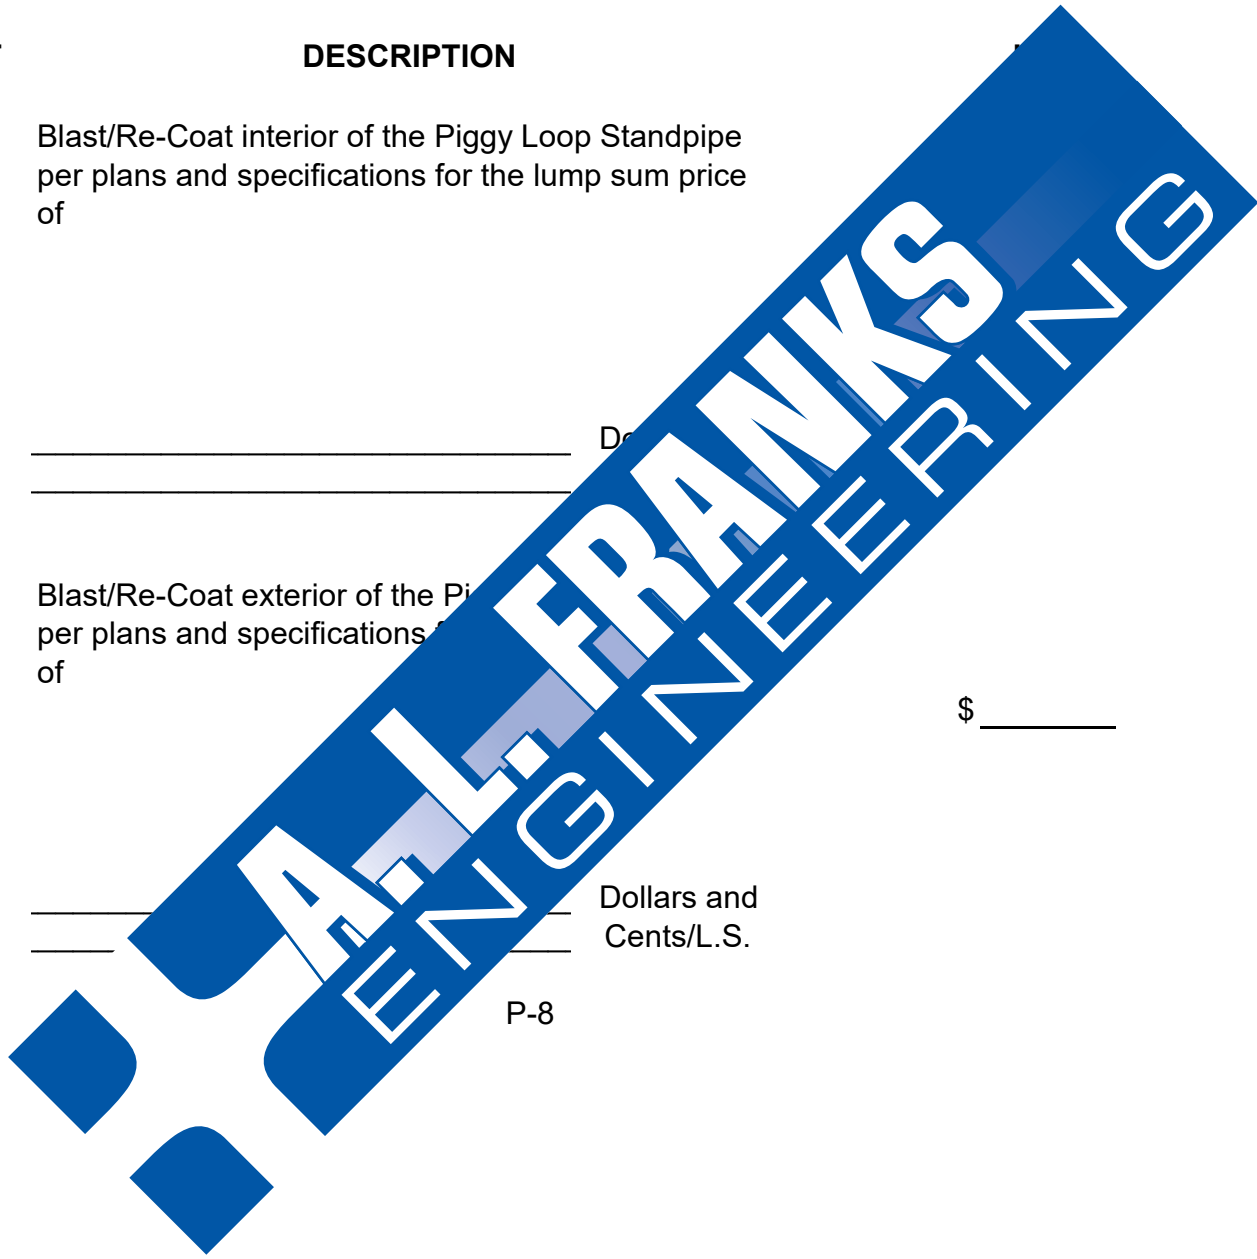 DESCRIPTION
Blast/Re-Coat interior of the Piggy Loop Standpipe
per plans and specifications for the lump sum price
of
Blast/Re-Coat exterior of the
per plans and specifications
of
$
Dollars and
Cents/L.S.
P-8
A.L. FRANKS
ENGINEERING